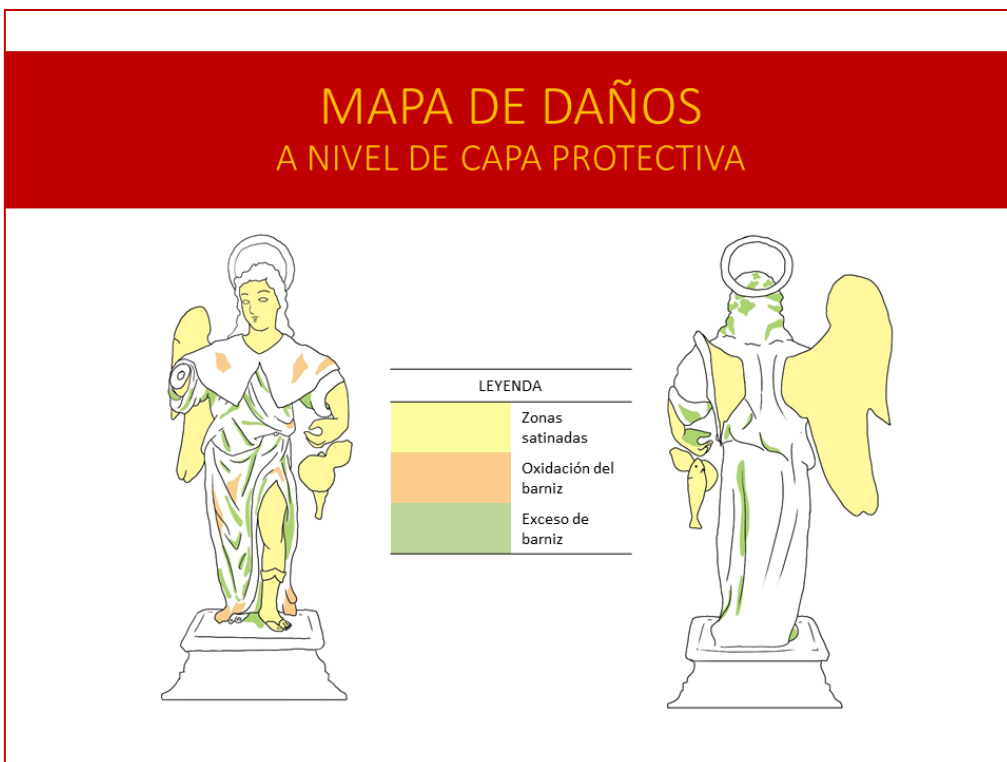 MAPA DE DAÑOS
A NIVEL DE CAPA PROTECTIVA
LEYENDA
Zonas
satinadas
Oxidación del
barniz
Exceso de
barniz